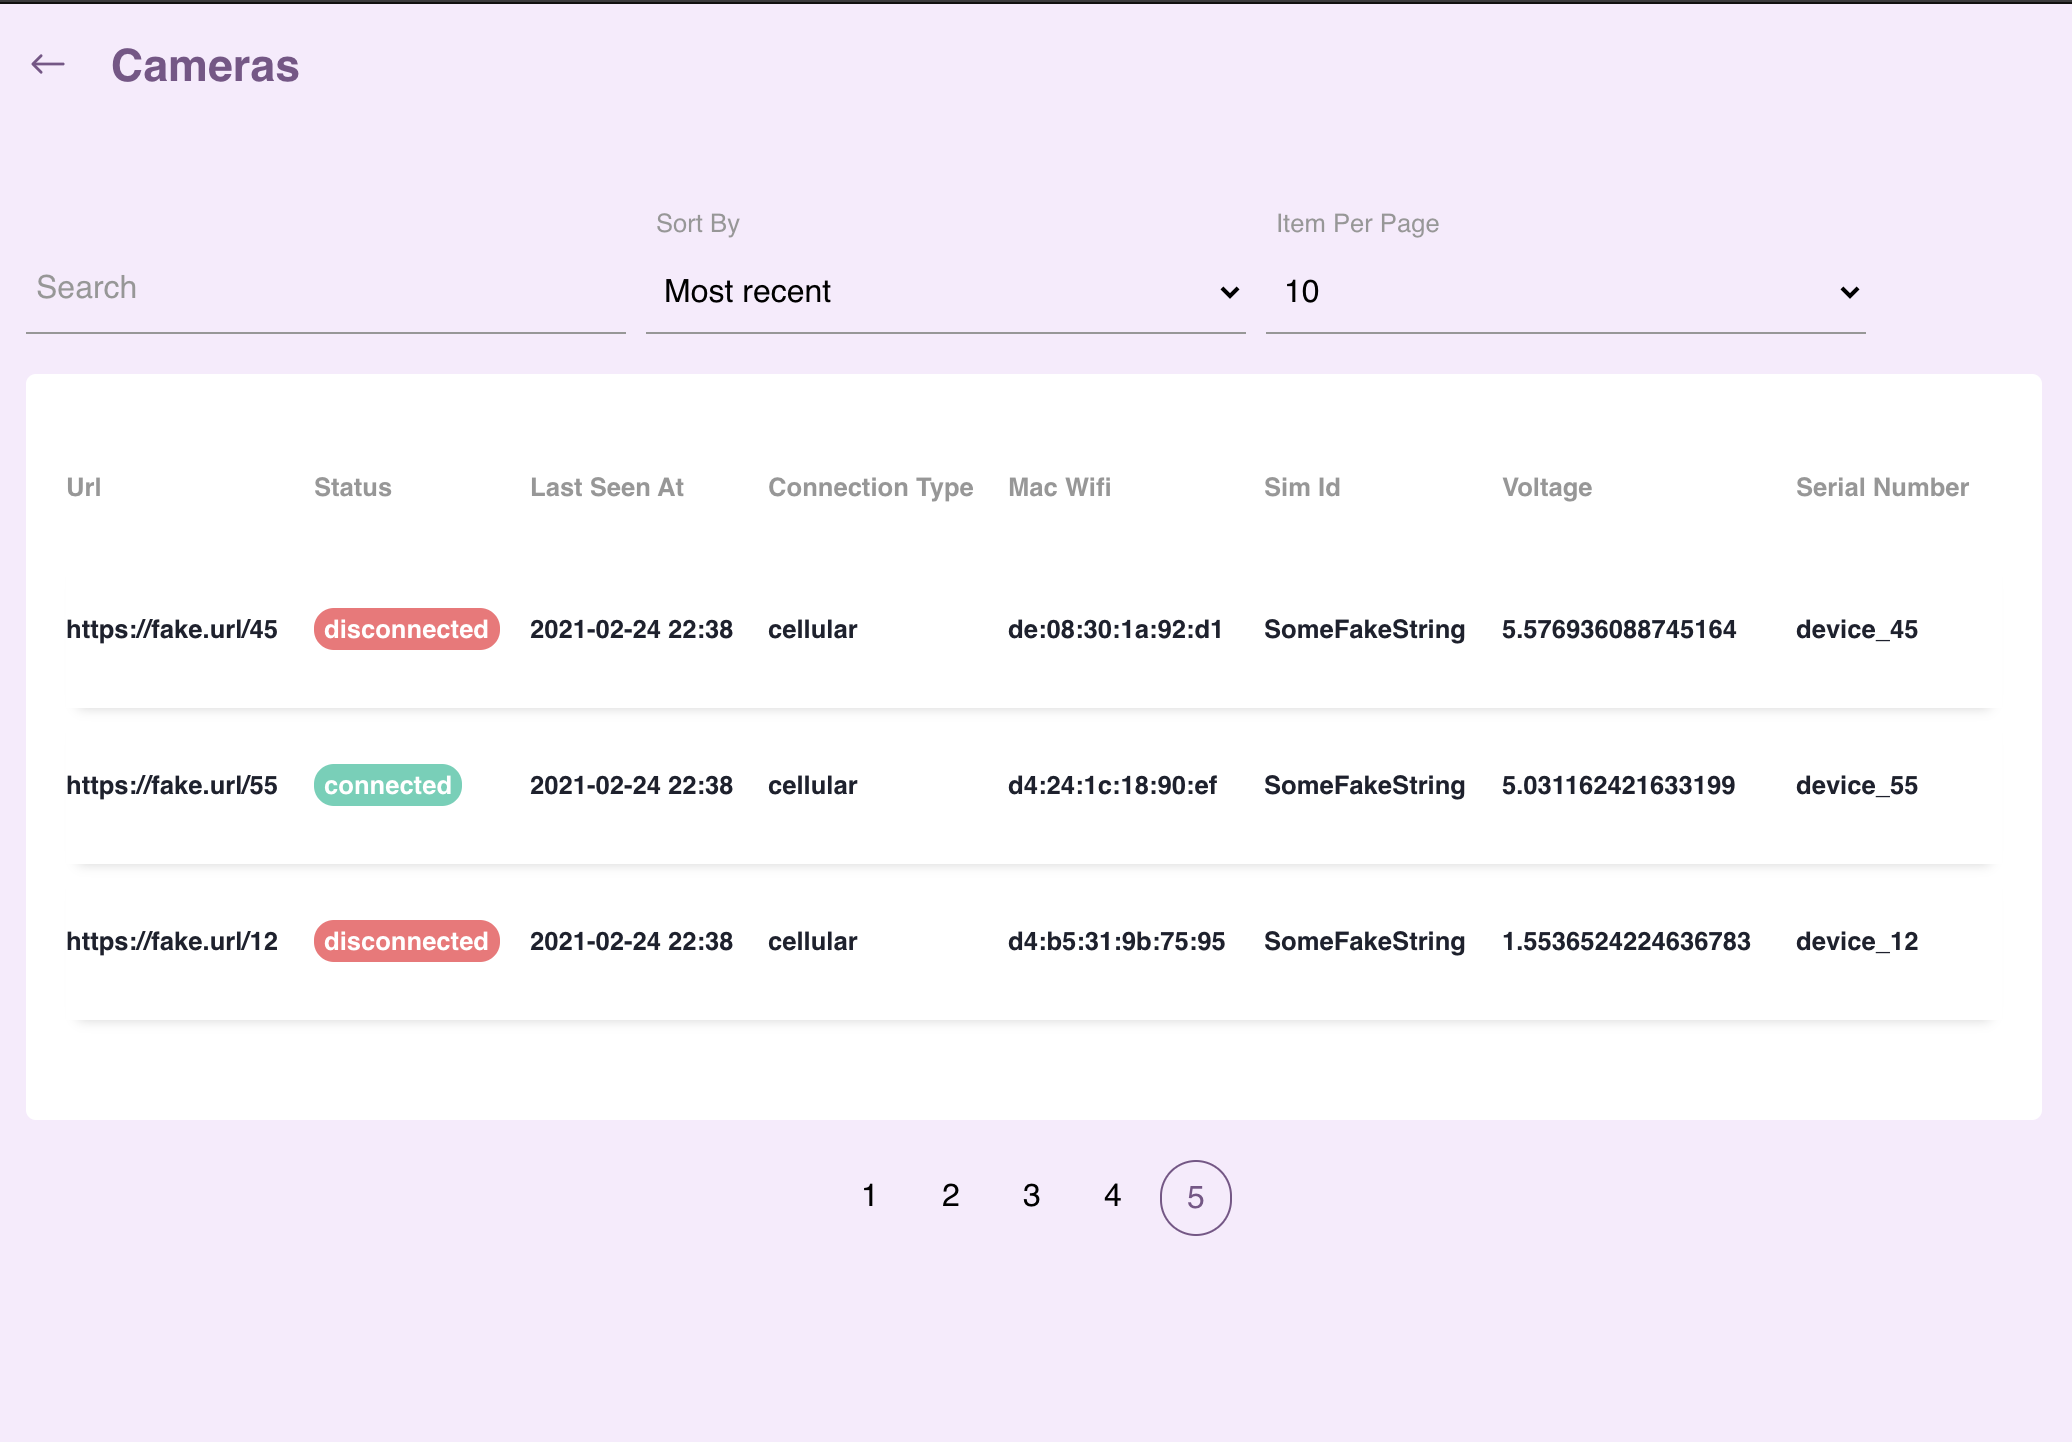 Cameras
Sort By Item Per Page
Search Most recent 10
Url Status Last Seen At Connection Type Mac Wifi Sim Id Voltage Serial Number
https://fake.url/45 disconnected 2021-02-24 22:38 cellular de:08:30:1a:92:d1 SomeFakeString 5.576936088745164 device_45
https://fake.url/55 connected 2021-02-24 22:38 cellular d4:24:1c:18:90:ef SomeFakeString 5.031162421633199 device_55
https://fake.url/12 disconnected 2021-02-24 22:38 cellular d4:b5:31:9b:75:95 SomeFakeString 1.5536524224636783 device_12
1 2 3 4 5